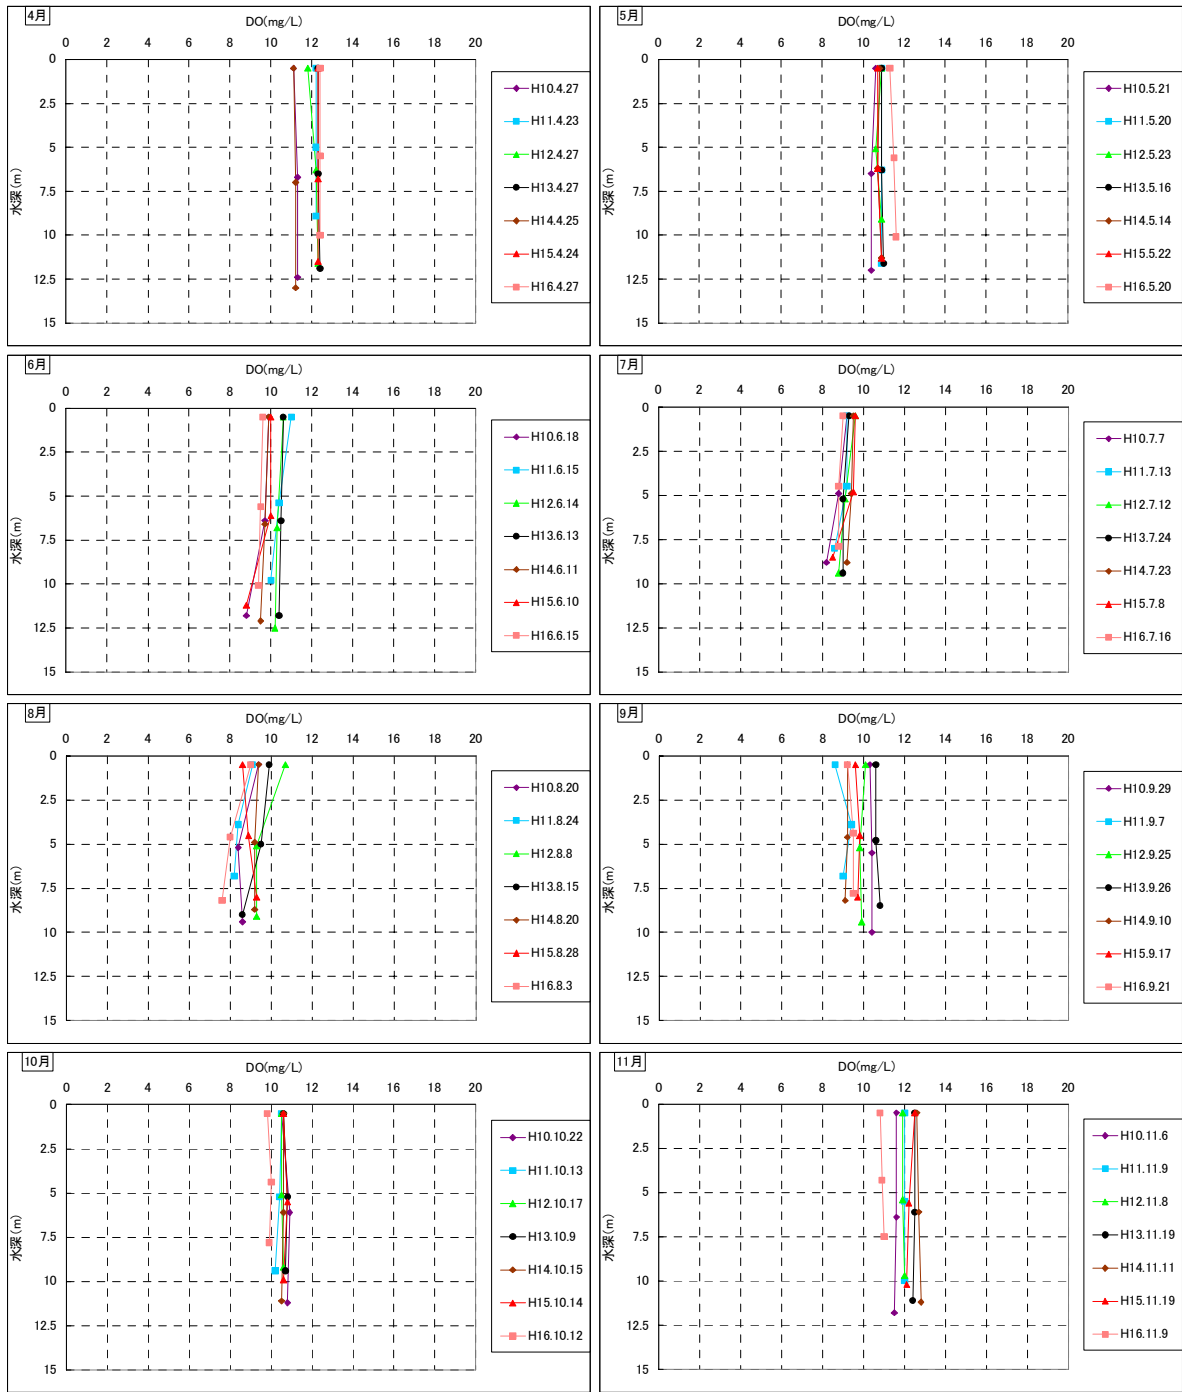 4月
DO(mg/L)
0 2 4 6 8 10 12 14 16 18 20
0
2.5
5
7.5
10
12.5
15
水深(m)
H10.4.27
H11.4.23
H12.4.27
H13.4.27
H14.4.25
H15.4.24
H16.4.27
5月
DO(mg/L)
0 2 4 6 8 10 12 14 16 18 20
0
2.5
5
7.5
10
12.5
15
水深(m)
H10.5.21
H11.5.20
H12.5.23
H13.5.16
H14.5.14
H15.5.22
H16.5.20
6月
DO(mg/L)
0 2 4 6 8 10 12 14 16 18 20
0
2.5
5
7.5
10
12.5
15
水深(m)
H10.6.18
H11.6.15
H12.6.14
H13.6.13
H14.6.11
H15.6.10
H16.6.15
7月
DO(mg/L)
0 2 4 6 8 10 12 14 16 18 20
0
2.5
5
7.5
10
12.5
15
水深(m)
H10.7.7
H11.7.13
H12.7.12
H13.7.24
H14.7.23
H15.7.8
H16.7.16
8月
DO(mg/L)
0 2 4 6 8 10 12 14 16 18 20
0
2.5
5
7.5
10
12.5
15
水深(m)
H10.8.20
H11.8.24
H12.8.8
H13.8.15
H14.8.20
H15.8.28
H16.8.3
9月
DO(mg/L)
0 2 4 6 8 10 12 14 16 18 20
0
2.5
5
7.5
10
12.5
15
水深(m)
H10.9.29
H11.9.7
H12.9.25
H13.9.26
H14.9.10
H15.9.17
H16.9.21
10月
DO(mg/L)
0 2 4 6 8 10 12 14 16 18 20
0
2.5
5
7.5
10
12.5
15
水深(m)
H10.10.22
H11.10.13
H12.10.17
H13.10.9
H14.10.15
H15.10.14
H16.10.12
11月
DO(mg/L)
0 2 4 6 8 10 12 14 16 18 20
0
2.5
5
7.5
10
12.5
15
水深(m)
H10.11.6
H11.11.9
H12.11.8
H13.11.19
H14.11.11
H15.11.19
H16.11.9